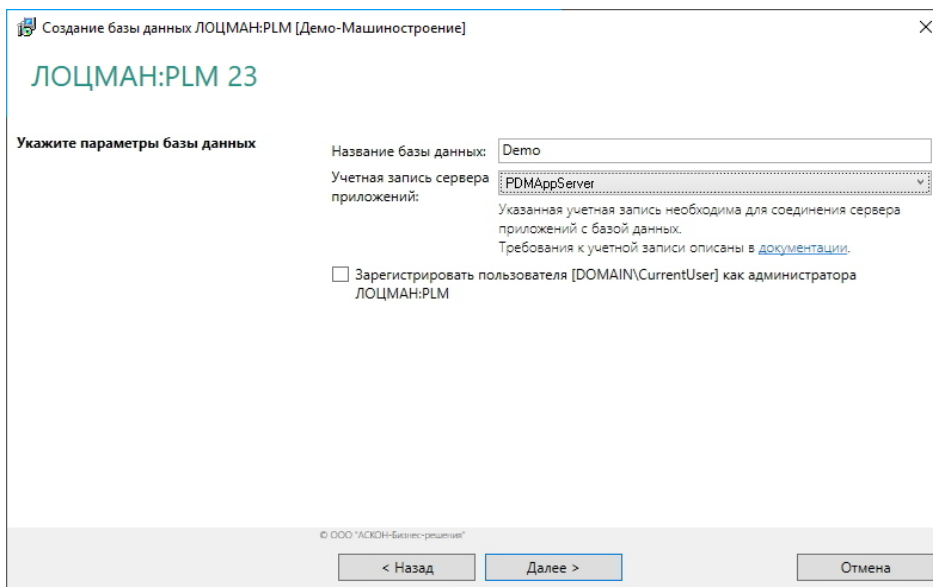 Создание базы данных ЛОЦМАН:PLM [Демо-Машиностроение]
ЛОЦМАН:PLM 23
Укажите параметры базы данных
Название базы данных: Demo
Учетная запись сервера приложений: PDMAppServer
Указанная учетная запись необходима для соединения сервера
приложений с базой данных.
Требования к учетной записи описаны в документации.
Зарегистрировать пользователя [DOMAIN\CurrentUser] как администратора
ЛОЦМАН:PLM
© ООО "АСКОН-Бизнес-решения"
< Назад
Далее >
Отмена